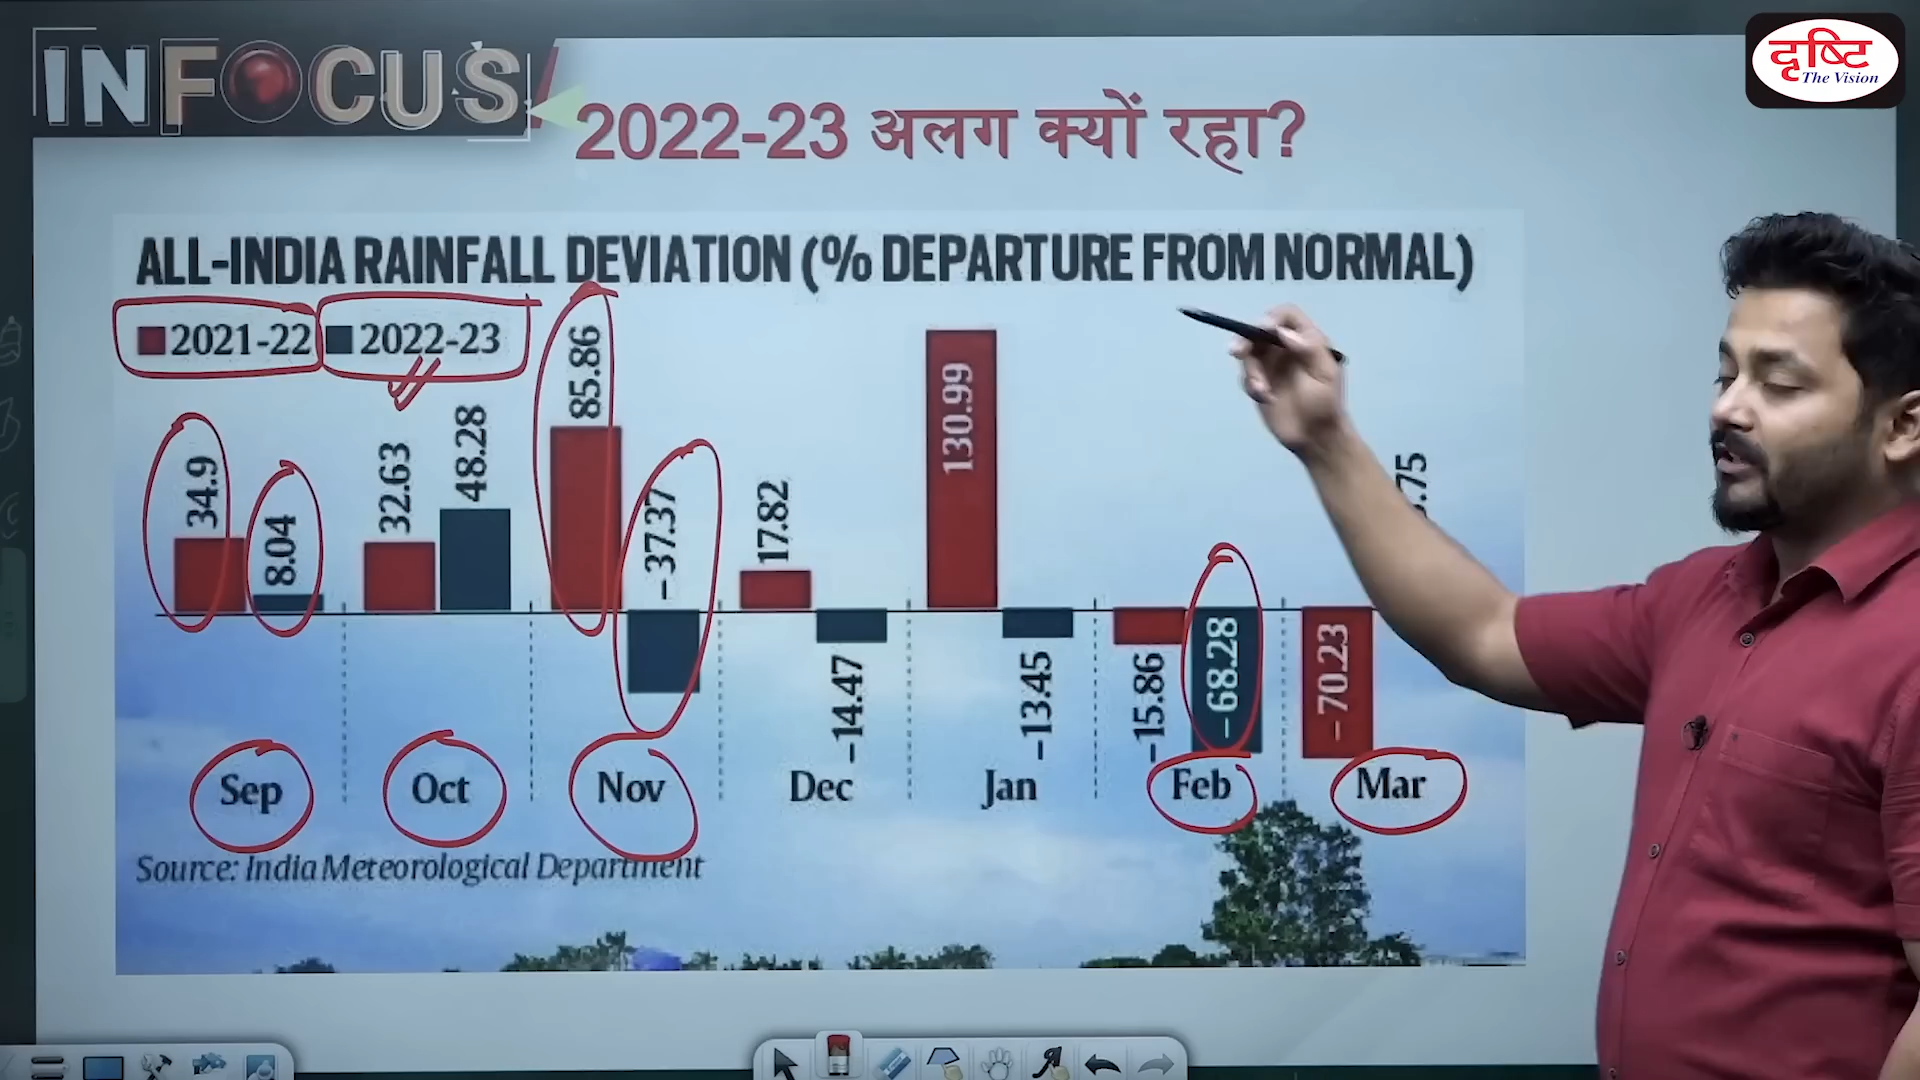 INFOCUS
दृष्टि
The Vision
2022-23 अलग क्यों रहा?
ALL-INDIA RAINFALL DEVIATION (% DEPARTURE FROM NORMAL)
2021-22 2022-23
34.9 8.04 32.63 48.28 85.86 -37.37 17.82 -14.47 130.99 -13.45 -15.86 -68.28 -70.23
Sep Oct Nov Dec Jan Feb Mar
Source: India Meteorological Department